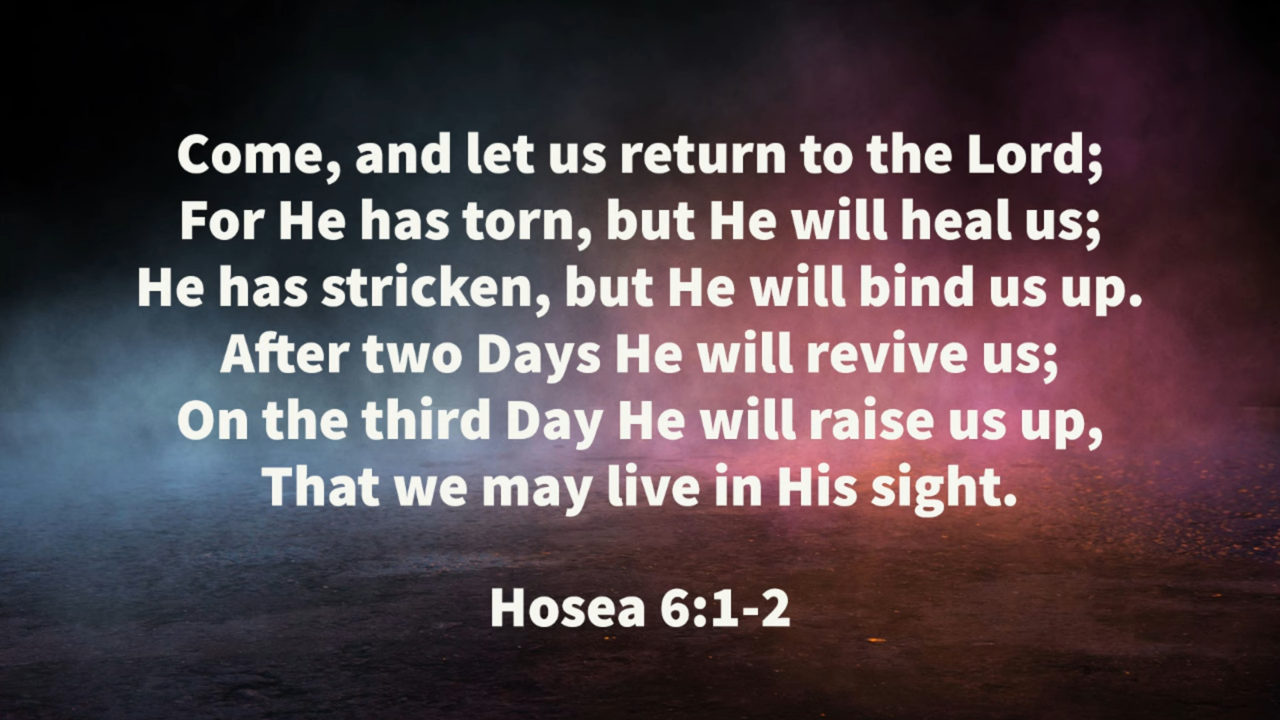 Come, and let us return to the Lord;
For He has torn, but He will heal us;
He has stricken, but He will bind us up.
After two Days He will revive us;
On the third Day He will raise us up,
That we may live in His sight.
Hosea 6:1-2